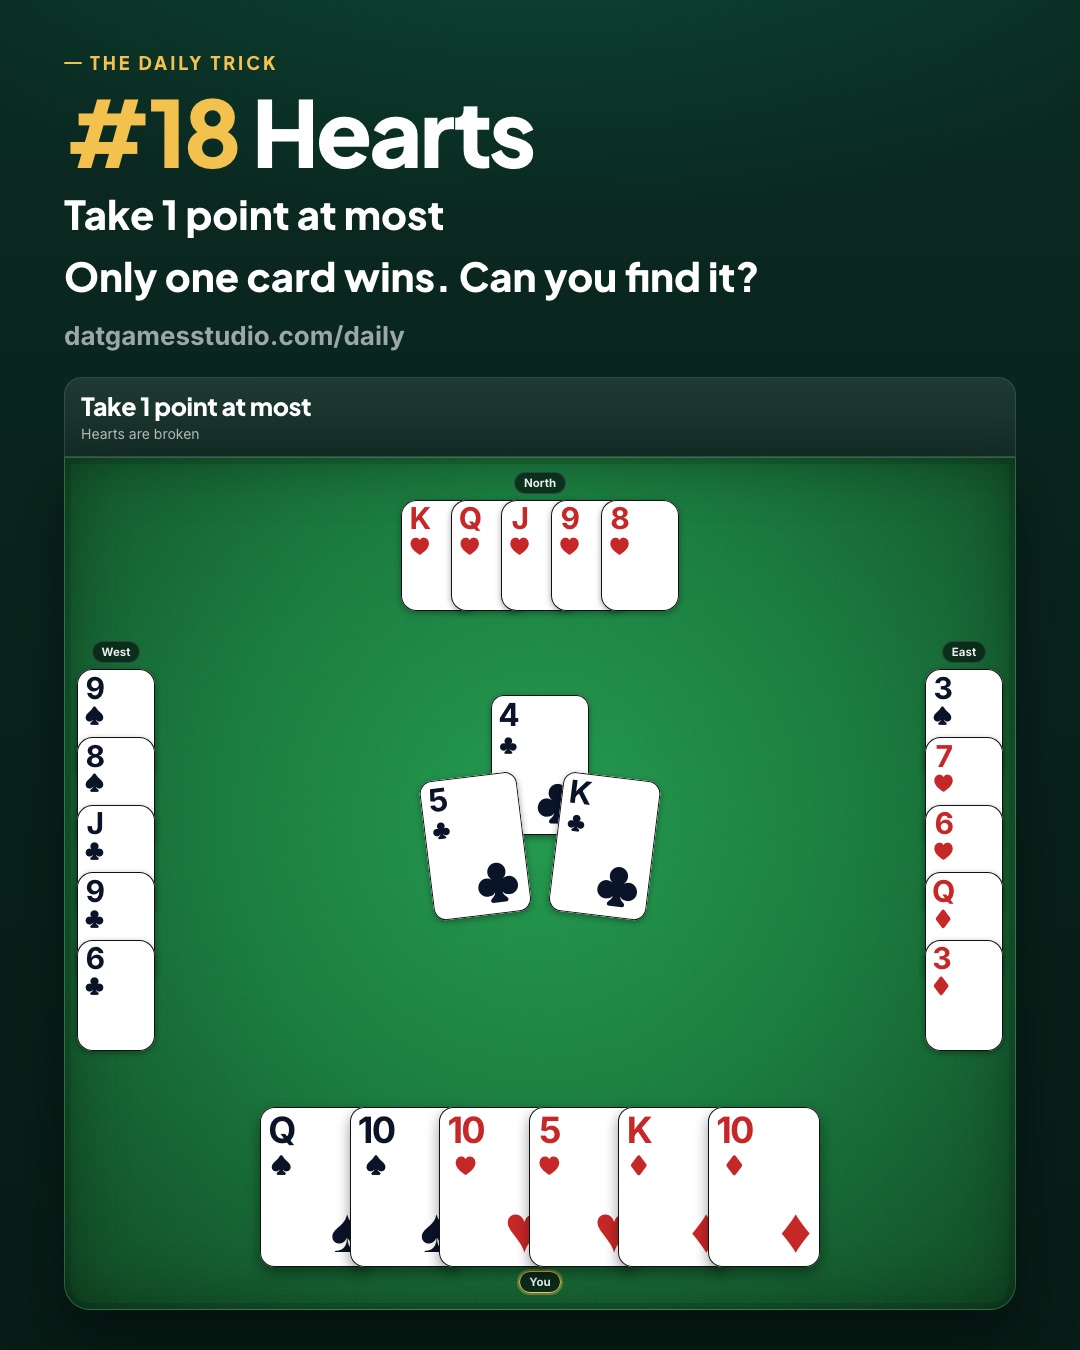 — THE DAILY TRICK
#18 Hearts
Take 1 point at most
Only one card wins. Can you find it?
datgamesstudio.com/daily
Take 1 point at most
Hearts are broken
North
K Q J 9 8
West
East
9
8
J
9
6
4
5
K
3
7
6
Q
3
Q 10 10 5 K 10
You